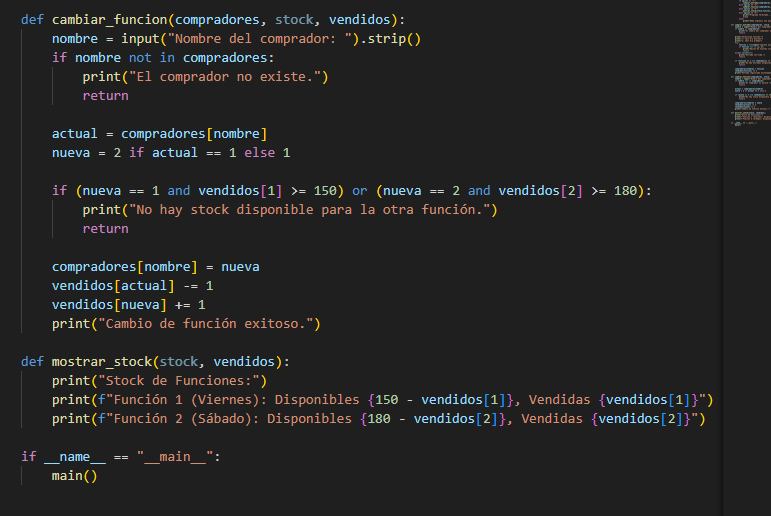 def cambiar_funcion(compradores, stock, vendidos):
    nombre = input("Nombre del comprador: ").strip()
    if nombre not in compradores:
        print("El comprador no existe.")
        return

    actual = compradores[nombre]
    nueva = 2 if actual == 1 else 1

    if (nueva == 1 and vendidos[1] >= 150) or (nueva == 2 and vendidos[2] >= 180):
        print("No hay stock disponible para la otra función.")
        return

    compradores[nombre] = nueva
    vendidos[actual] -= 1
    vendidos[nueva] += 1
    print("Cambio de función exitoso.")

def mostrar_stock(stock, vendidos):
    print("Stock de Funciones:")
    print(f"Función 1 (Viernes): Disponibles {150 - vendidos[1]}, Vendidas {vendidos[1]}")
    print(f"Función 2 (Sábado): Disponibles {180 - vendidos[2]}, Vendidas {vendidos[2]}")

if __name__ == "__main__":
    main()